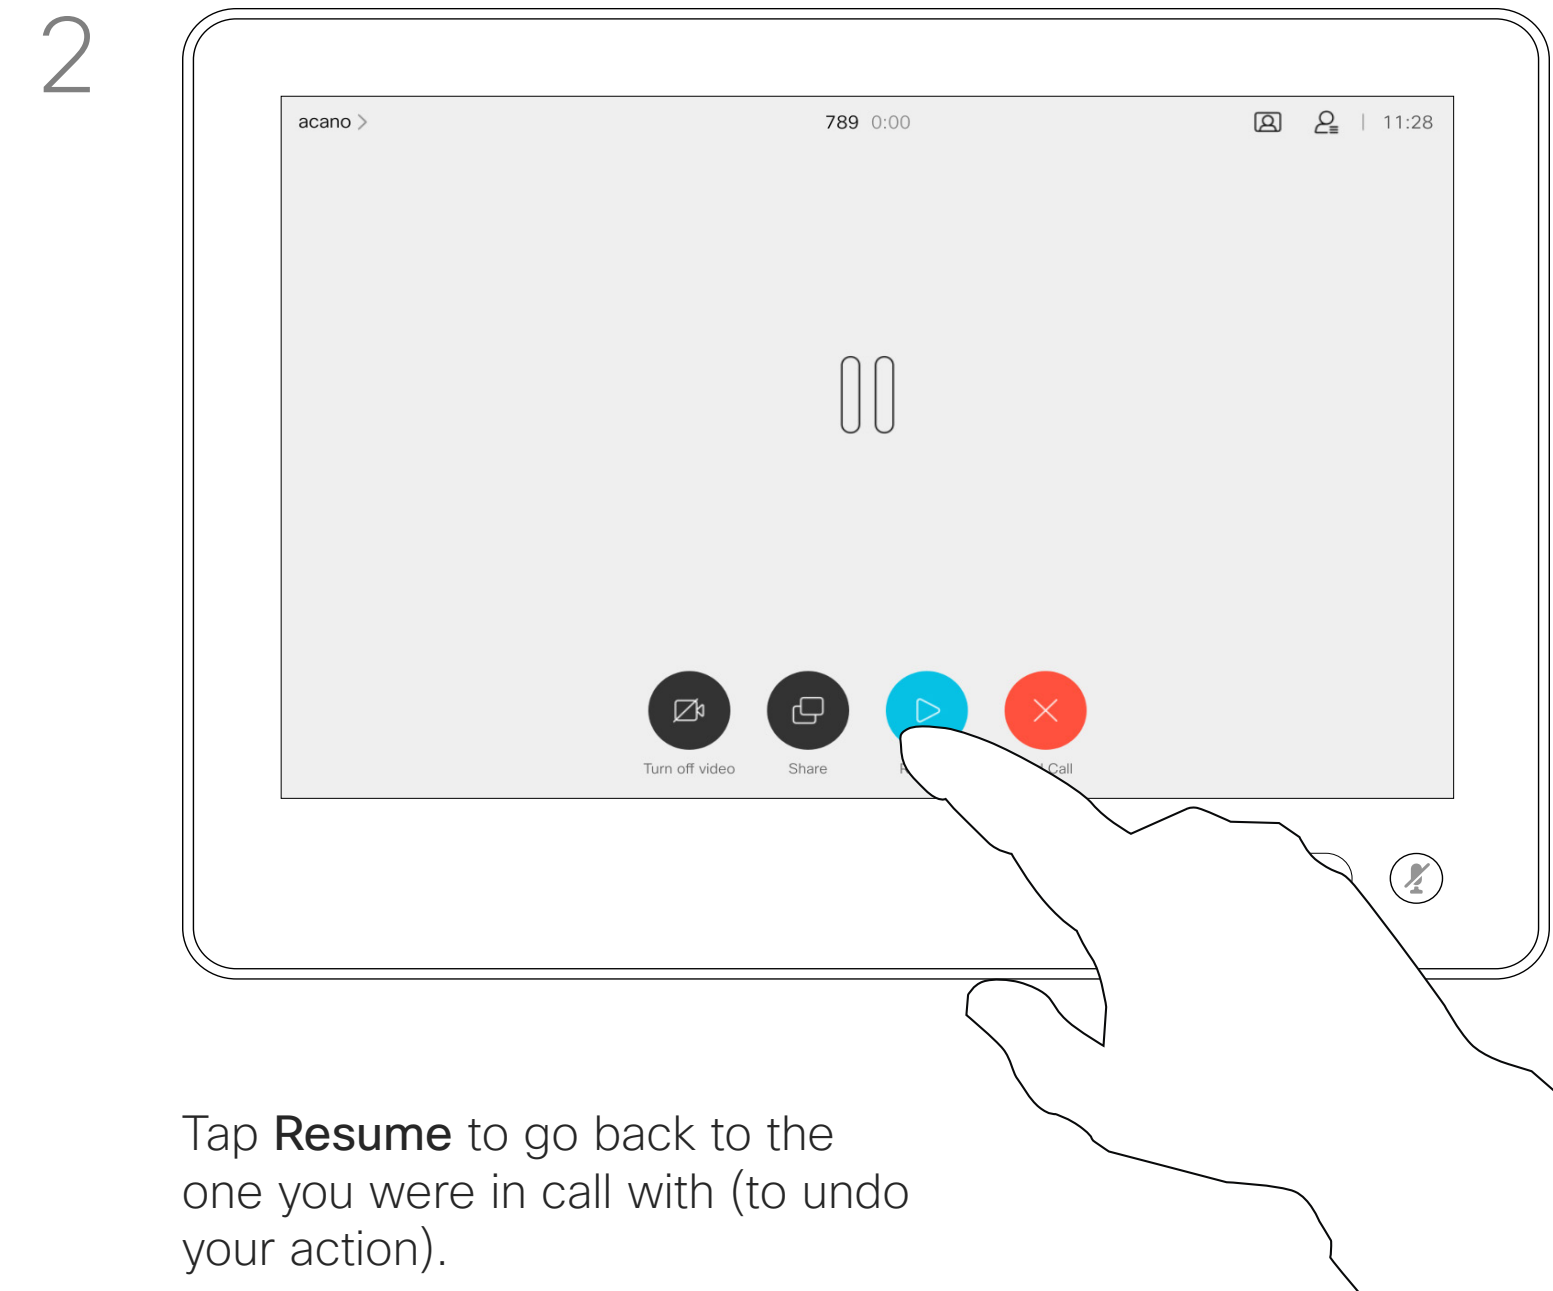 2
acano
789 0:00
11:28
Turn off video
Share
Call
Tap Resume to go back to the
one you were in call with (to undo
your action).